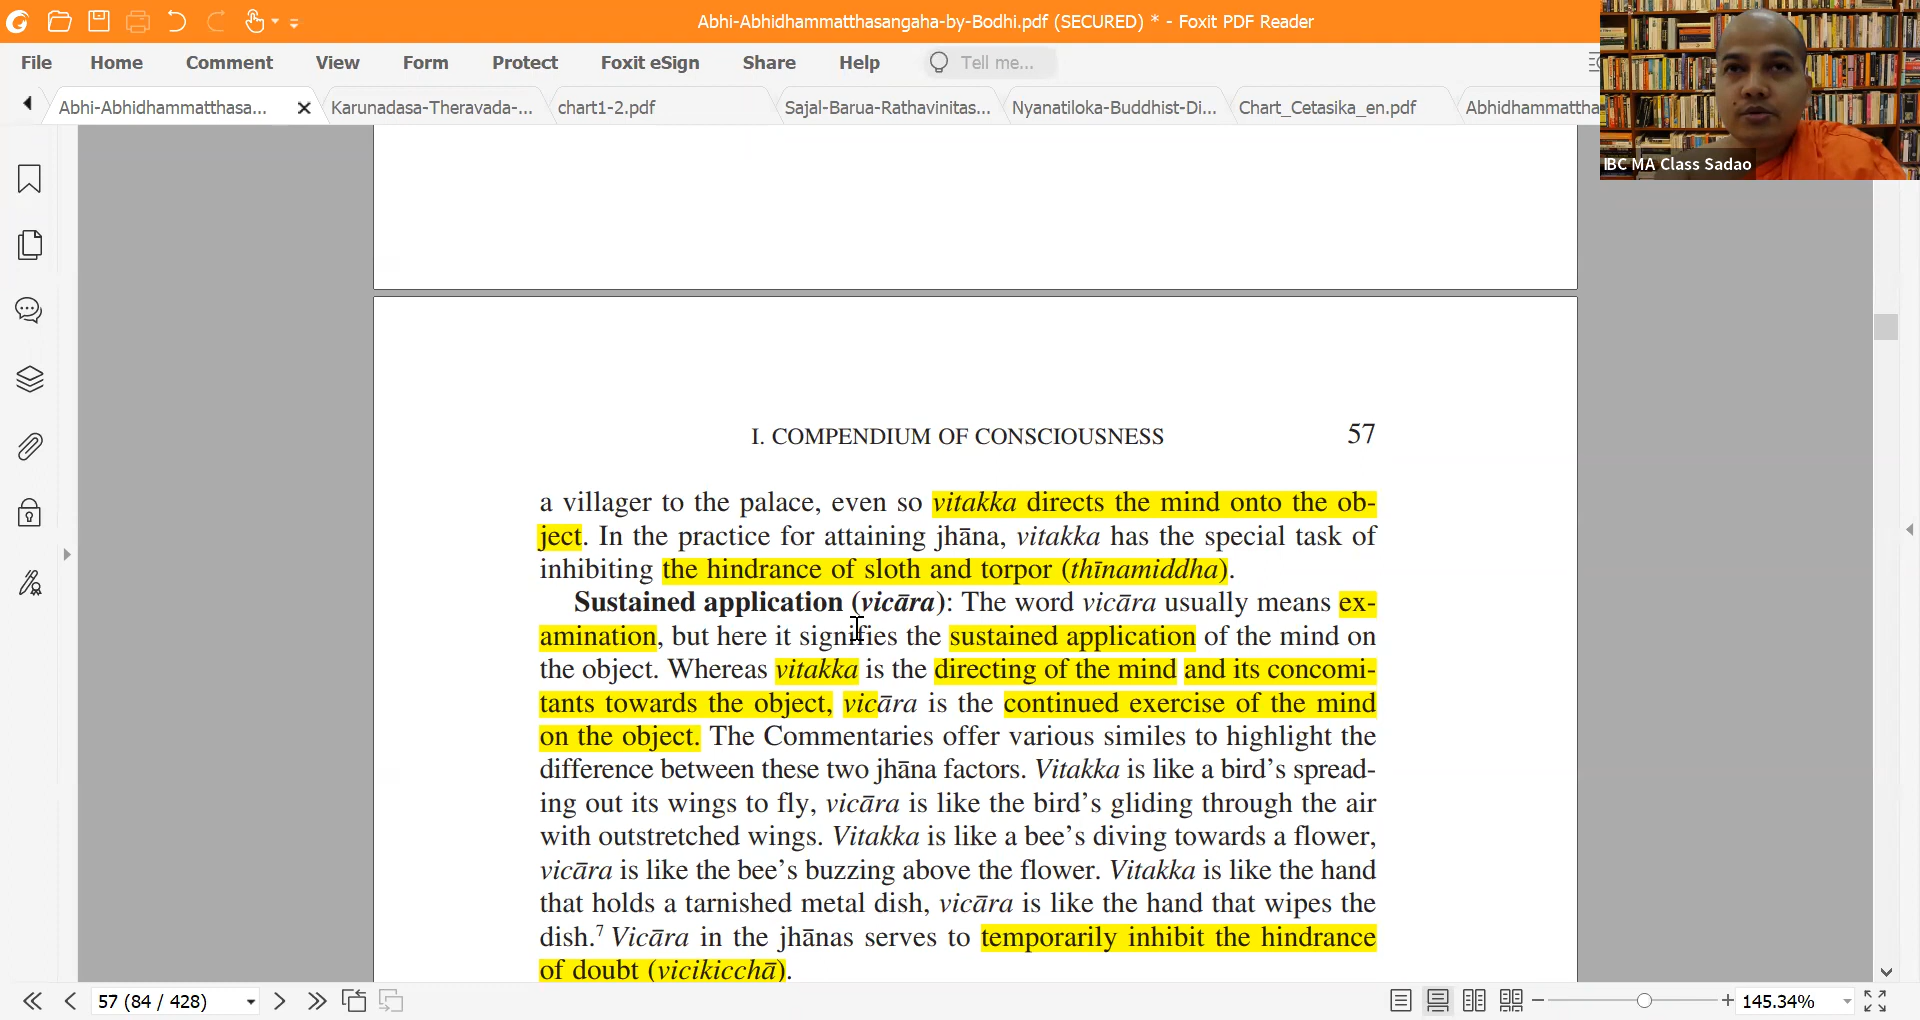 Abhi-Abhidhammatthasangaha-by-Bodhi.pdf (SECURED) * - Foxit PDF Reader
File Home Comment View Form Protect Foxit eSign Share Help Tell me...
Abhi-Abhidhammatthasa... Karunadasa-Theravada-... chart1-2.pdf Sajal-Barua-Rathavinitas... Nyanatiloka-Buddhist-Di... Chart_Cetasika_en.pdf Abhidhammattha
IBC MA Class Sadao
I. COMPENDIUM OF CONSCIOUSNESS 57
a villager to the palace, even so vitakka directs the mind onto the ob-
ject. In the practice for attaining jhāna, vitakka has the special task of
inhibiting the hindrance of sloth and torpor (thīnamiddha).
Sustained application (vicāra): The word vicāra usually means ex-
amination, but here it signifies the sustained application of the mind on
the object. Whereas vitakka is the directing of the mind and its concomi-
tants towards the object, vicāra is the continued exercise of the mind
on the object. The Commentaries offer various similes to highlight the
difference between these two jhāna factors. Vitakka is like a bird's spread-
ing out its wings to fly, vicāra is like the bird's gliding through the air
with outstretched wings. Vitakka is like a bee's diving towards a flower,
vicāra is like the bee's buzzing above the flower. Vitakka is like the hand
that holds a tarnished metal dish, vicāra is like the hand that wipes the
dish.7 Vicāra in the jhānas serves to temporarily inhibit the hindrance
of doubt (vicikicchā).
57 (84 / 428) 145.34%